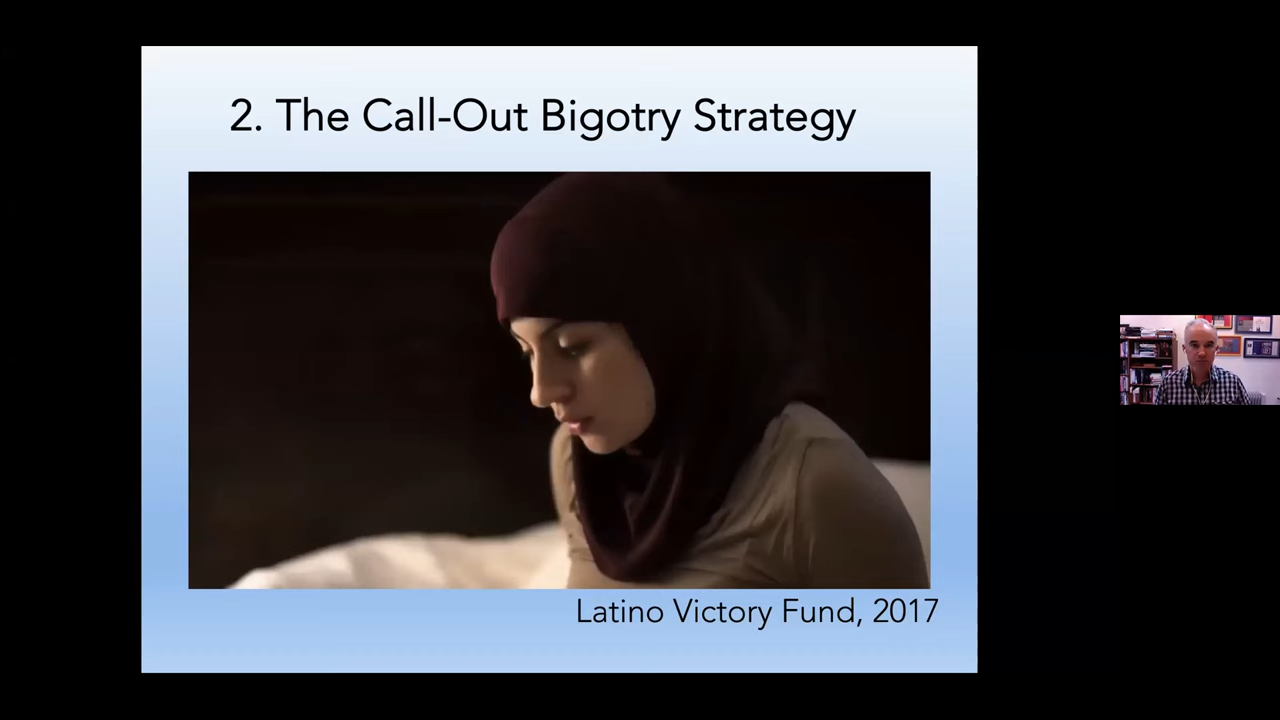 2. The Call-Out Bigotry Strategy
Latino Victory Fund, 2017